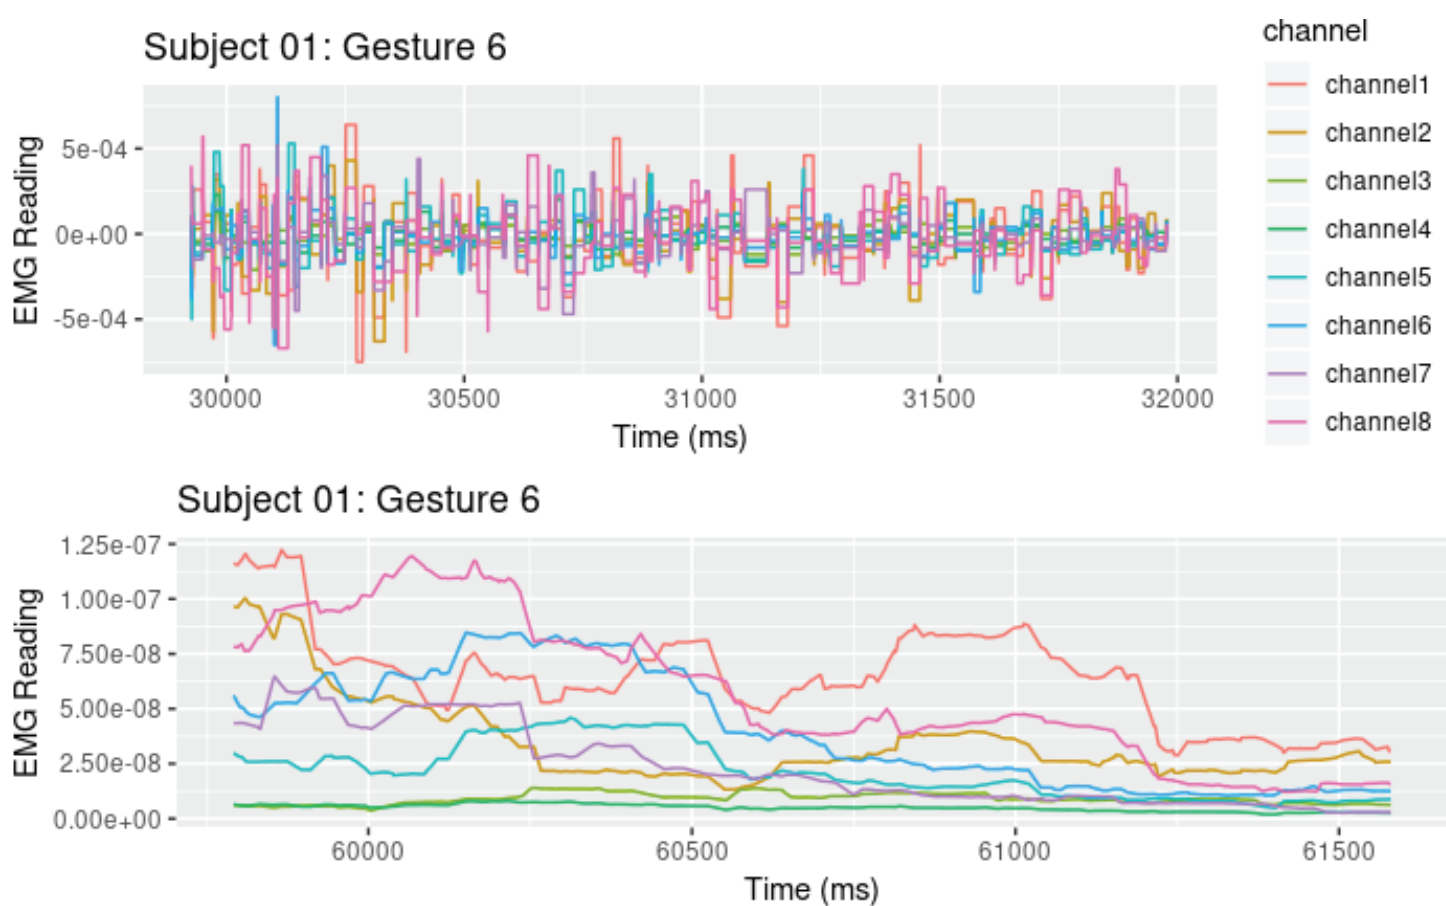 Subject 01: Gesture 6
EMG Reading
5e-04
0e+00
-5e-04
30000 30500 31000 31500 32000
Time (ms)
channel
channel1
channel2
channel3
channel4
channel5
channel6
channel7
channel8
Subject 01: Gesture 6
EMG Reading
1.25e-07
1.00e-07
7.50e-08
5.00e-08
2.50e-08
0.00e+00
60000 60500 61000 61500
Time (ms)